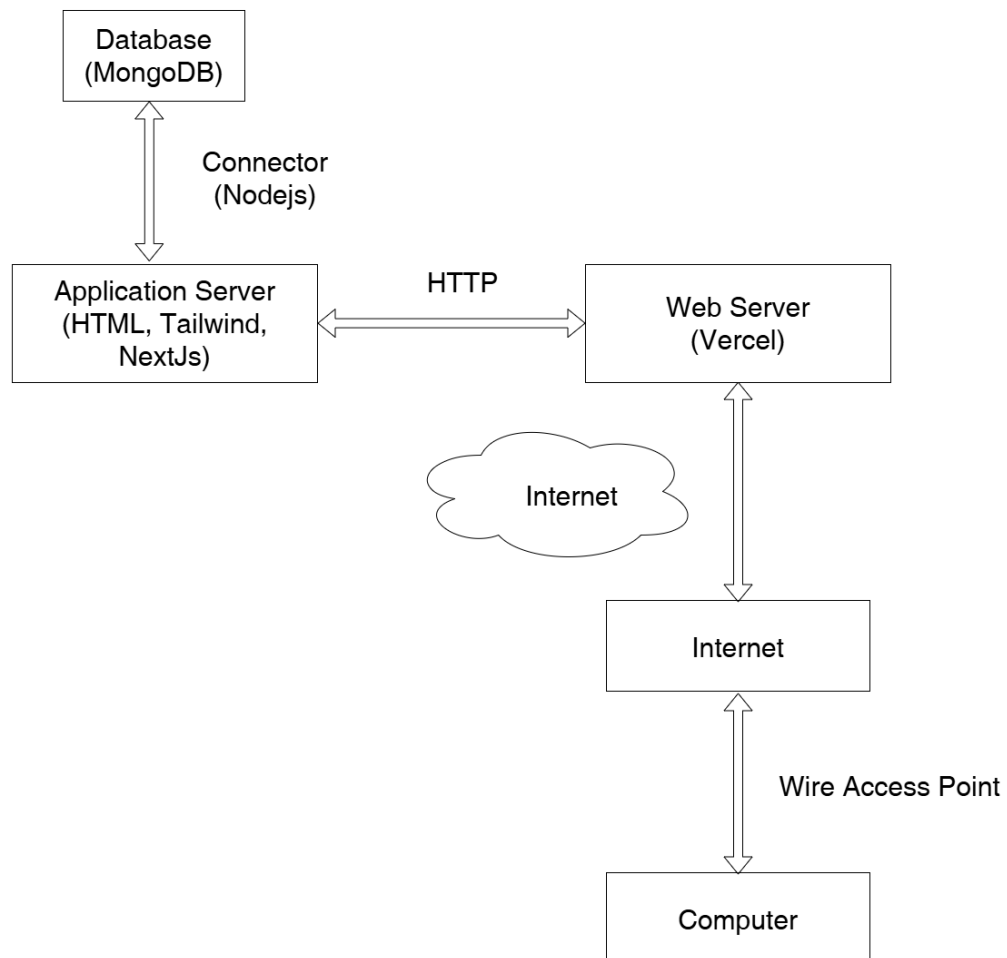 Database
(MongoDB)
Connector
(Nodejs)
Application Server
(HTML, Tailwind,
NextJs)
HTTP
Web Server
(Vercel)
Internet
Internet
Wire Access Point
Computer